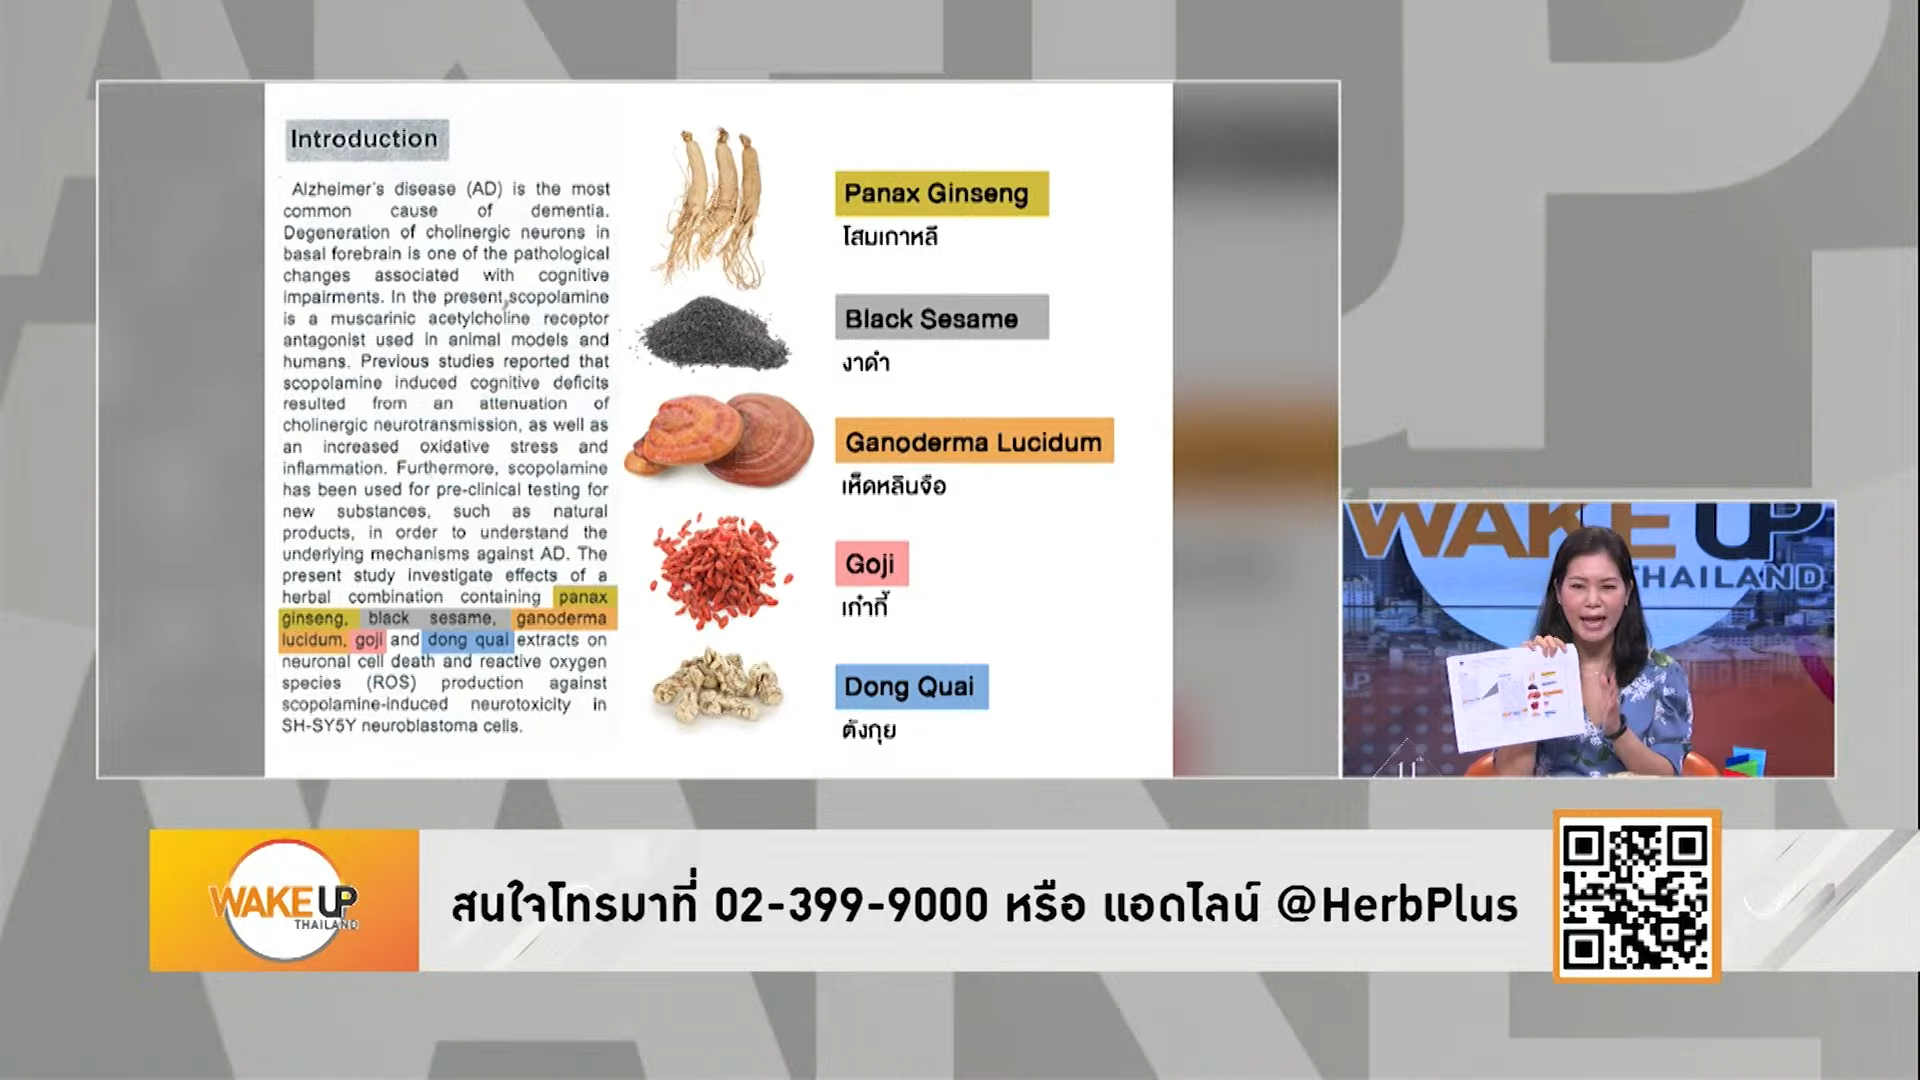 Introduction
Alzheimer's disease (AD) is the most
common cause of dementia.
Degeneration of cholinergic neurons in
basal forebrain is one of the pathological
changes associated with cognitive
impairments. In the present scopolamine
is a muscarinic acetylcholine receptor
antagonist used in animal models and
humans. Previous studies reported that
scopolamine induced cognitive deficits
resulted from an attenuation of
cholinergic neurotransmission, as well as
an increased oxidative stress and
inflammation. Furthermore, scopolamine
has been used for pre-clinical testing for
new substances, such as natural
products, in order to understand the
underlying mechanisms against AD. The
present study investigate effects of a
herbal combination containing panax
ginseng, black sesame, ganoderma
lucidum, goji and dong quai extracts on
neuronal cell death and reactive oxygen
species (ROS) production against
scopolamine-induced neurotoxicity in
SH-SY5Y neuroblastoma cells.
Panax Ginseng
โสมเกาหลี
Black Sesame
งาดำ
Ganoderma Lucidum
เห็ดหลินจือ
Goji
เก๋ากี้
Dong Quai
ตังกุย
WAKE UP
THAILAND
WAKE UP
THAILAND
สนใจโทรมาที่ 02-399-9000 หรือ แอดไลน์ @HerbPlus